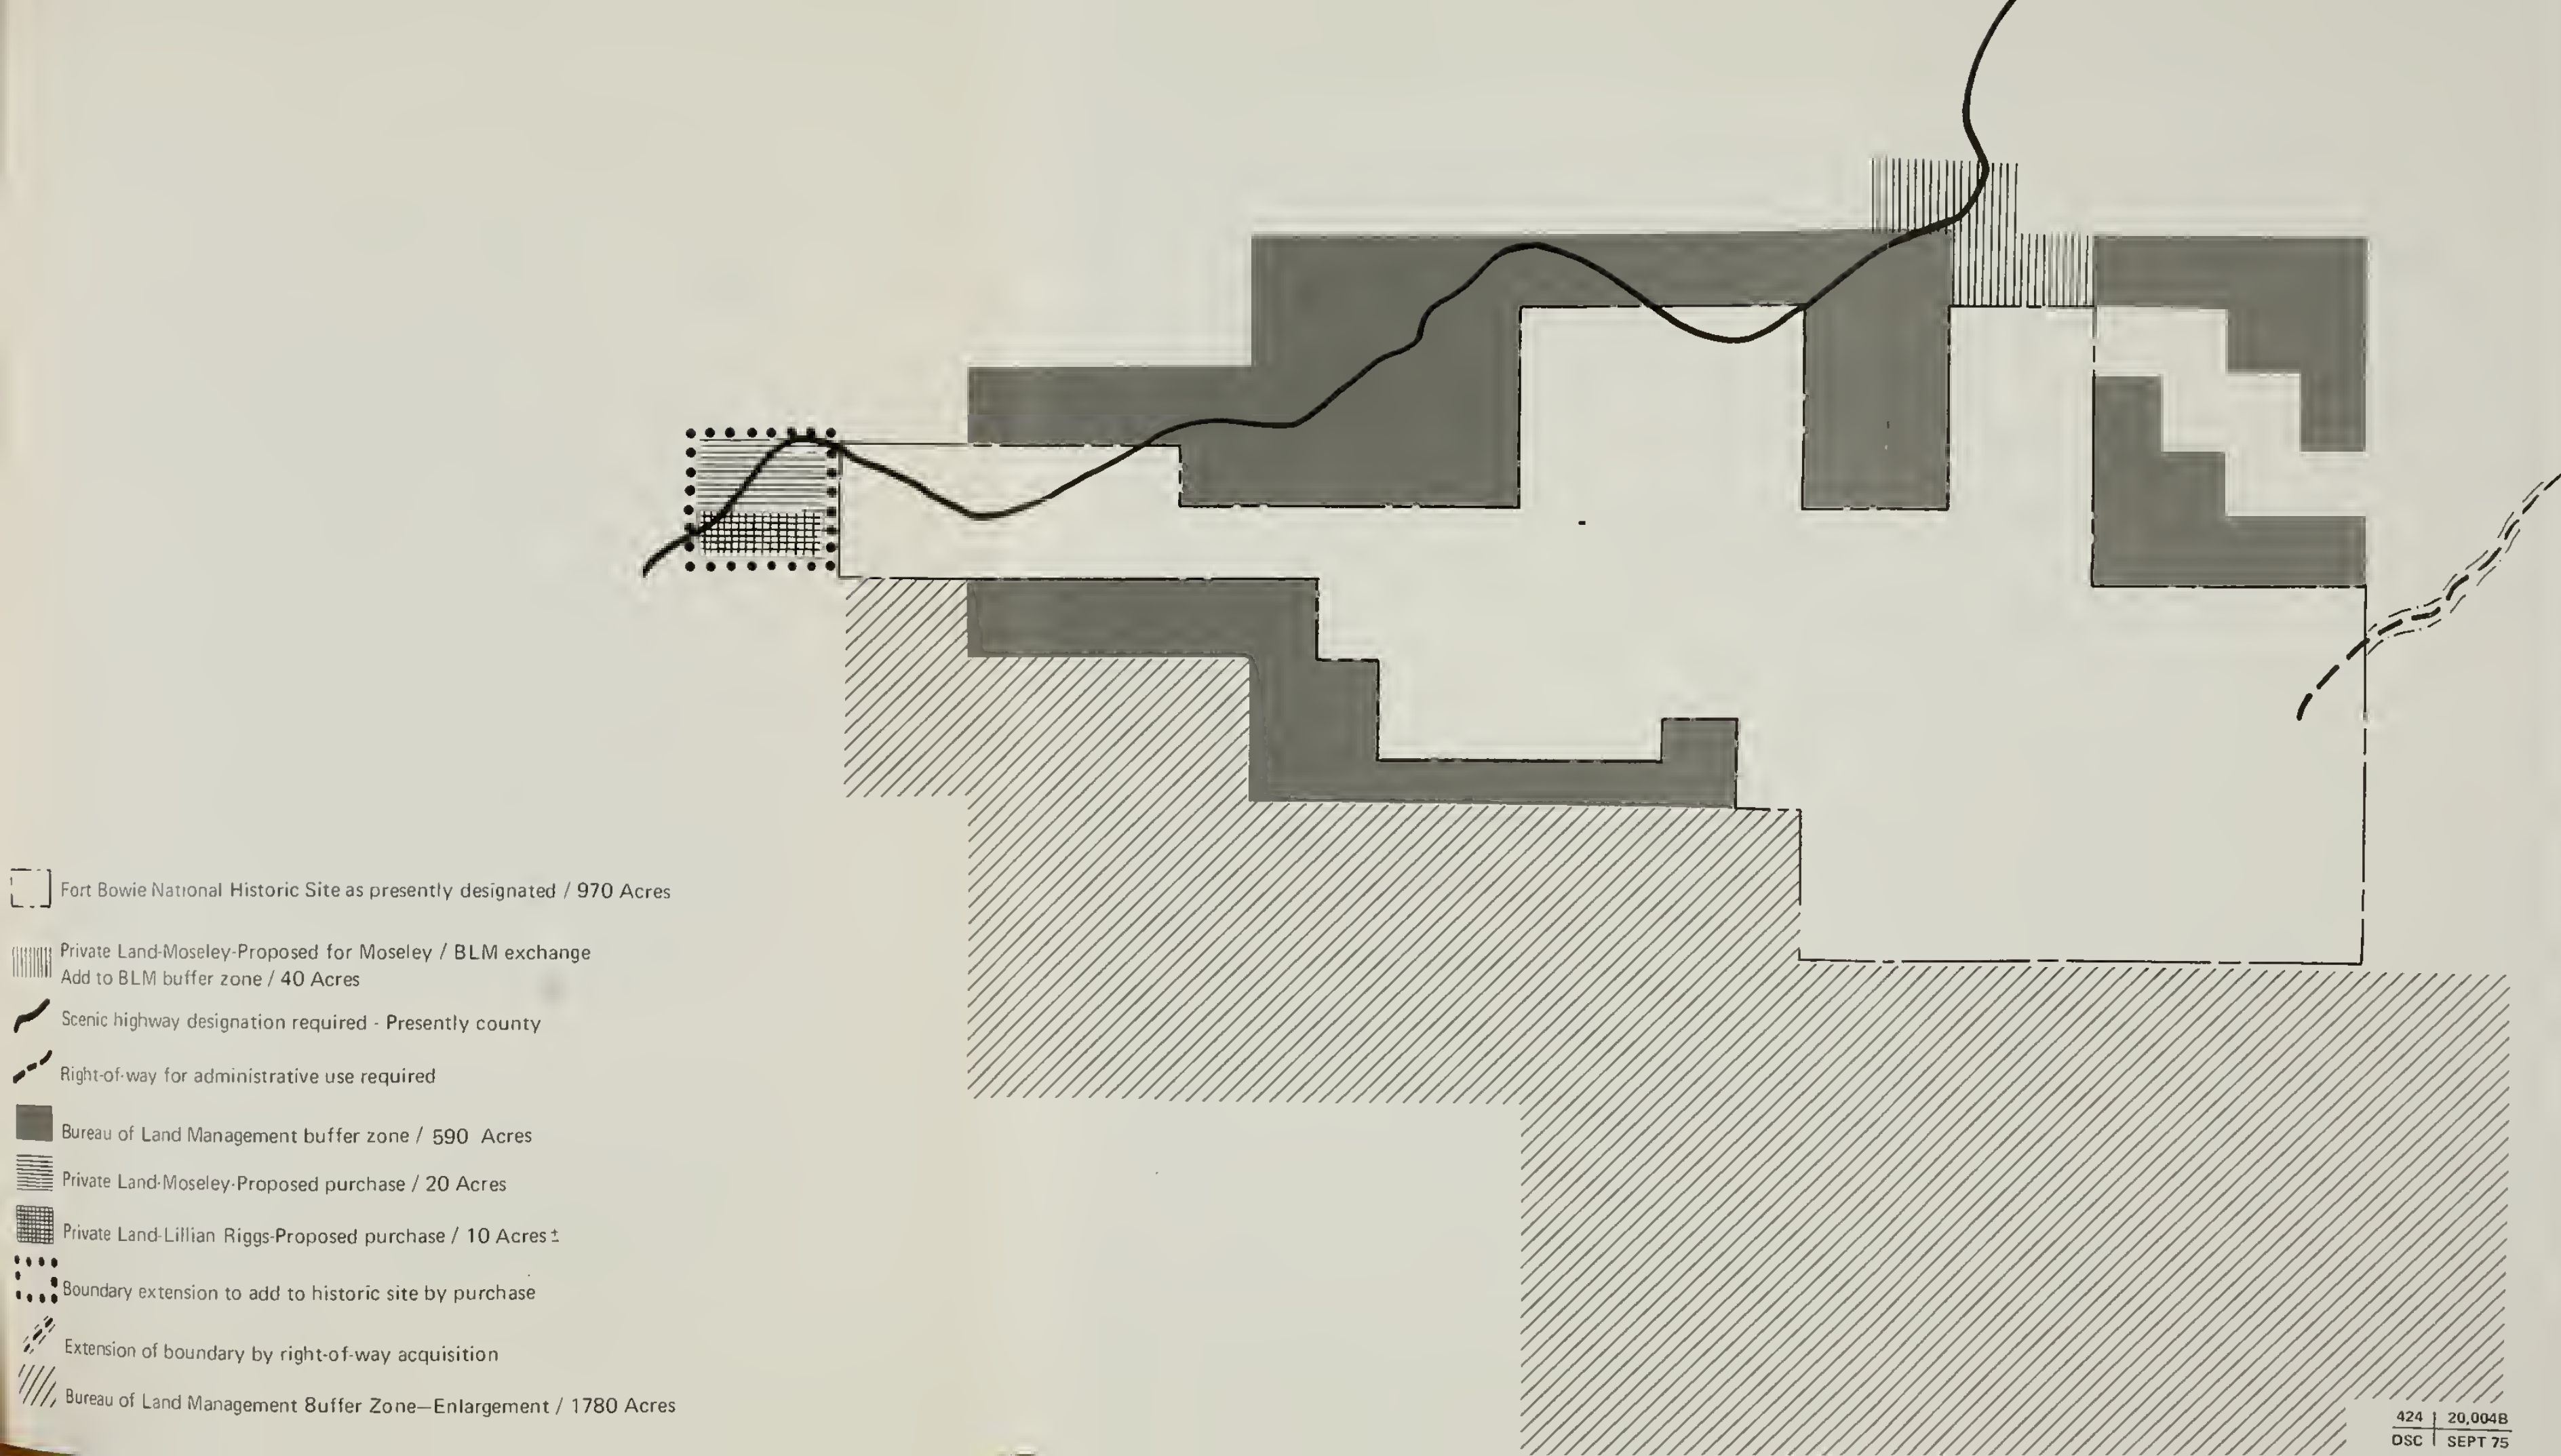 Fort Bowie National Historic Site as presently designated / 970 Acres
Private Land-Moseley-Proposed for Moseley / BLM exchange
Add to BLM buffer zone / 40 Acres
Scenic highway designation required - Presently county
Right-of-way for administrative use required
Bureau of Land Management buffer zone / 590 Acres
Private Land-Moseley-Proposed purchase / 20 Acres
Private Land-Lillian Riggs-Proposed purchase / 10 Acres ±
Boundary extension to add to historic site by purchase
Extension of boundary by right-of-way acquisition
Bureau of Land Management Buffer Zone—Enlargement / 1780 Acres
424 | 20,004B
DSC | SEPT 75